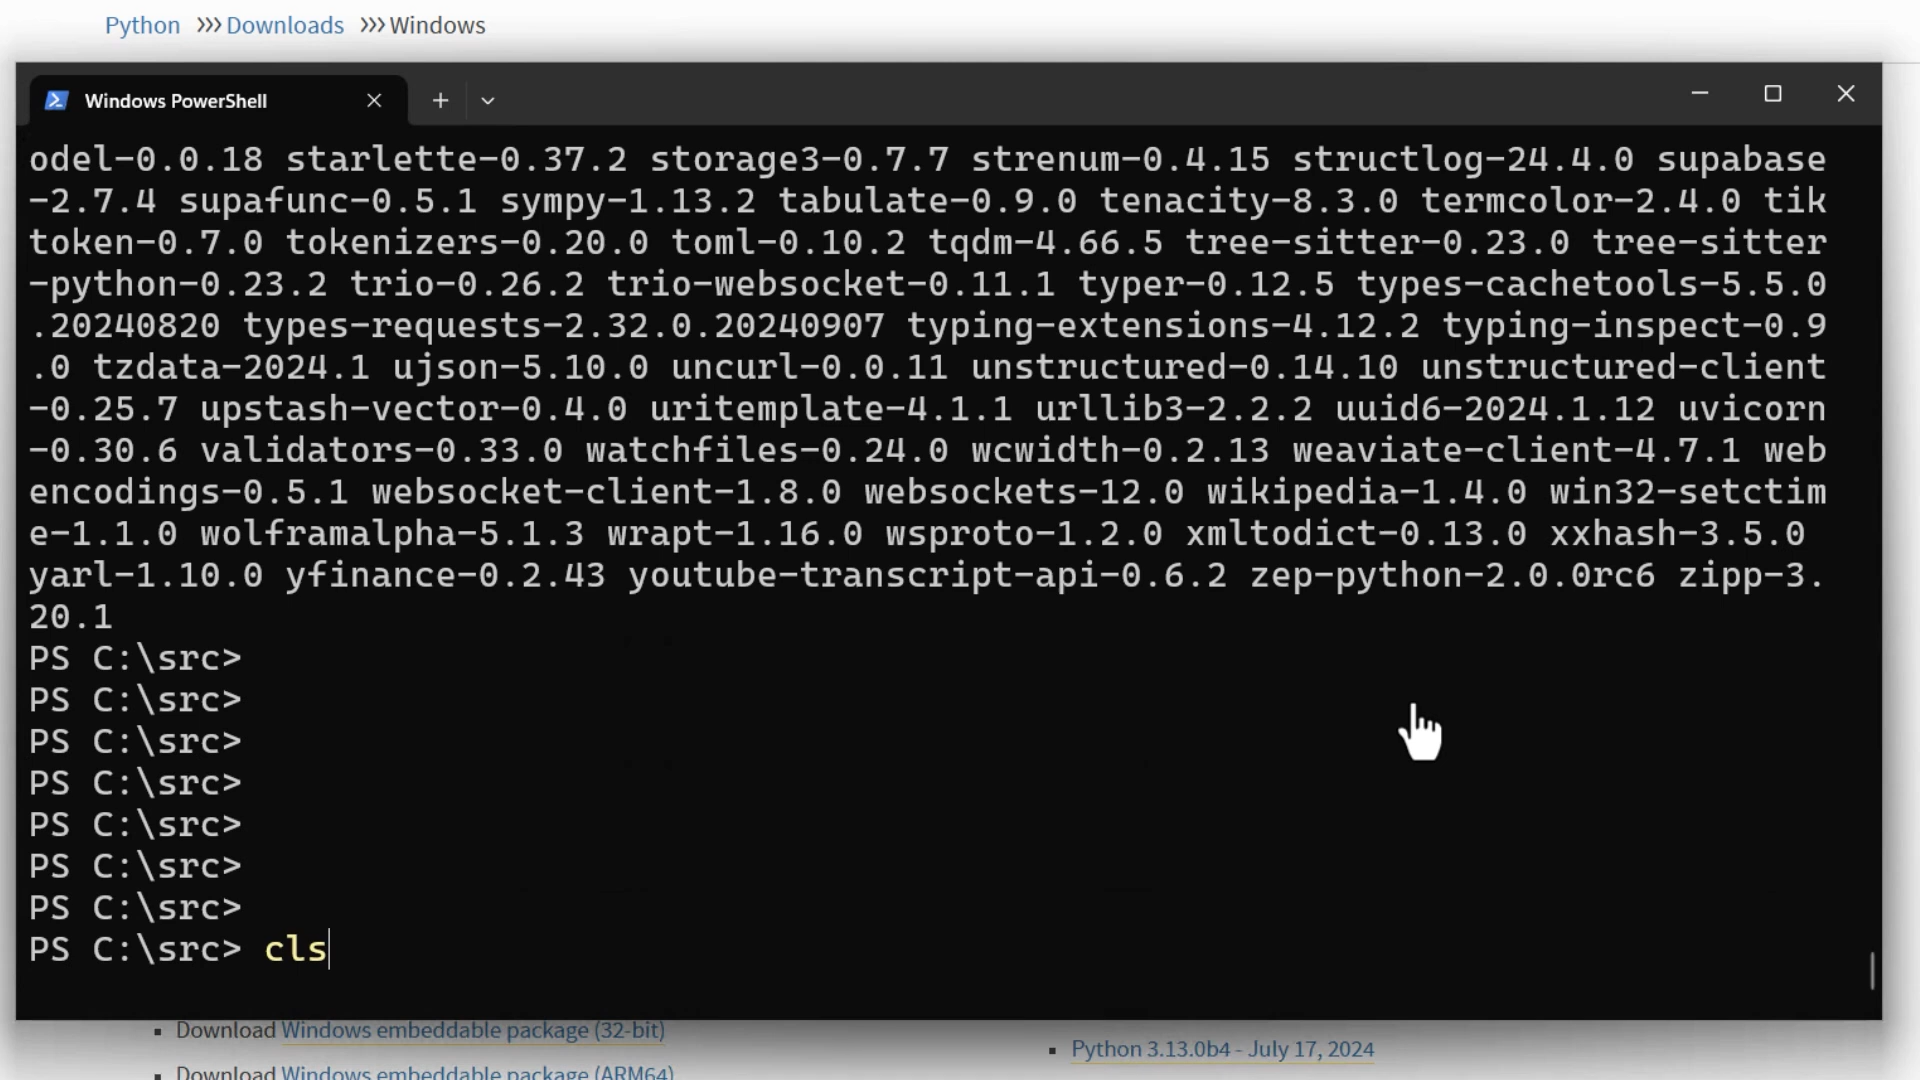 Python >>> Downloads >>> Windows
Windows PowerShell
odel-0.0.18 starlette-0.37.2 storage3-0.7.7 strenum-0.4.15 structlog-24.4.0 supabase
-2.7.4 supafunc-0.5.1 sympy-1.13.2 tabulate-0.9.0 tenacity-8.3.0 termcolor-2.4.0 tik
token-0.7.0 tokenizers-0.20.0 toml-0.10.2 tqdm-4.66.5 tree-sitter-0.23.0 tree-sitter
-python-0.23.2 trio-0.26.2 trio-websocket-0.11.1 typer-0.12.5 types-cachetools-5.5.0
.20240820 types-requests-2.32.0.20240907 typing-extensions-4.12.2 typing-inspect-0.9
.0 tzdata-2024.1 ujson-5.10.0 uncurl-0.0.11 unstructured-0.14.10 unstructured-client
-0.25.7 upstash-vector-0.4.0 uritemplate-4.1.1 urllib3-2.2.2 uuid6-2024.1.12 uvicorn
-0.30.6 validators-0.33.0 watchfiles-0.24.0 wcwidth-0.2.13 weaviate-client-4.7.1 web
encodings-0.5.1 websocket-client-1.8.0 websockets-12.0 wikipedia-1.4.0 win32-setctim
e-1.1.0 wolframalpha-5.1.3 wrapt-1.16.0 wsproto-1.2.0 xmltodict-0.13.0 xxhash-3.5.0
yarl-1.10.0 yfinance-0.2.43 youtube-transcript-api-0.6.2 zep-python-2.0.0rc6 zipp-3.
20.1
PS C:\src>
PS C:\src>
PS C:\src>
PS C:\src>
PS C:\src>
PS C:\src>
PS C:\src>
PS C:\src> cls
Download Windows embeddable package (32-bit)
Python 3.13.0b4 - July 17, 2024
Download Windows embeddable package (ARM64)